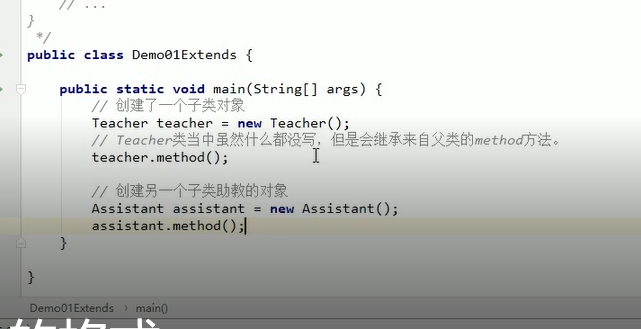 // ...
}
*/
public class Demo01Extends {
public static void main(String[] args) {
// 创建了一个子类对象
Teacher teacher = new Teacher();
// Teacher类当中虽然什么都没写，但是会继承来自父类的method方法。
teacher.method();
// 创建另一个子类助教的对象
Assistant assistant = new Assistant();
assistant.method();
}
}
Demo01Extends › main()
的格式